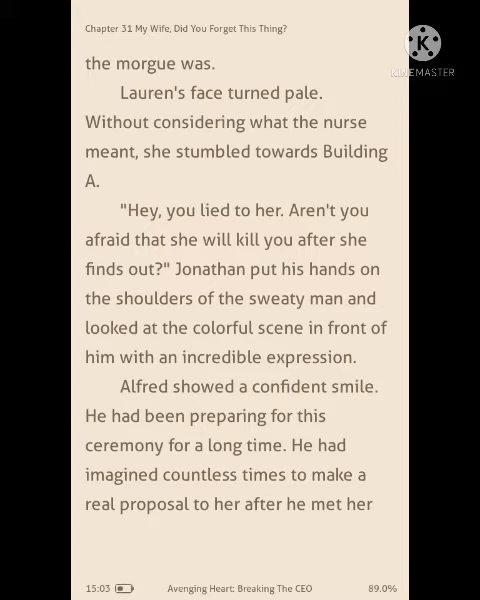 Chapter 31 My Wife, Did You Forget This Thing?
the morgue was.
Lauren's face turned pale.
Without considering what the nurse
meant, she stumbled towards Building
A.
"Hey, you lied to her. Aren't you
afraid that she will kill you after she
finds out?" Jonathan put his hands on
the shoulders of the sweaty man and
looked at the colorful scene in front of
him with an incredible expression.
Alfred showed a confident smile.
He had been preparing for this
ceremony for a long time. He had
imagined countless times to make a
real proposal to her after he met her
15:03 Avenging Heart: Breaking The CEO 89.0%
K
KINEMASTER